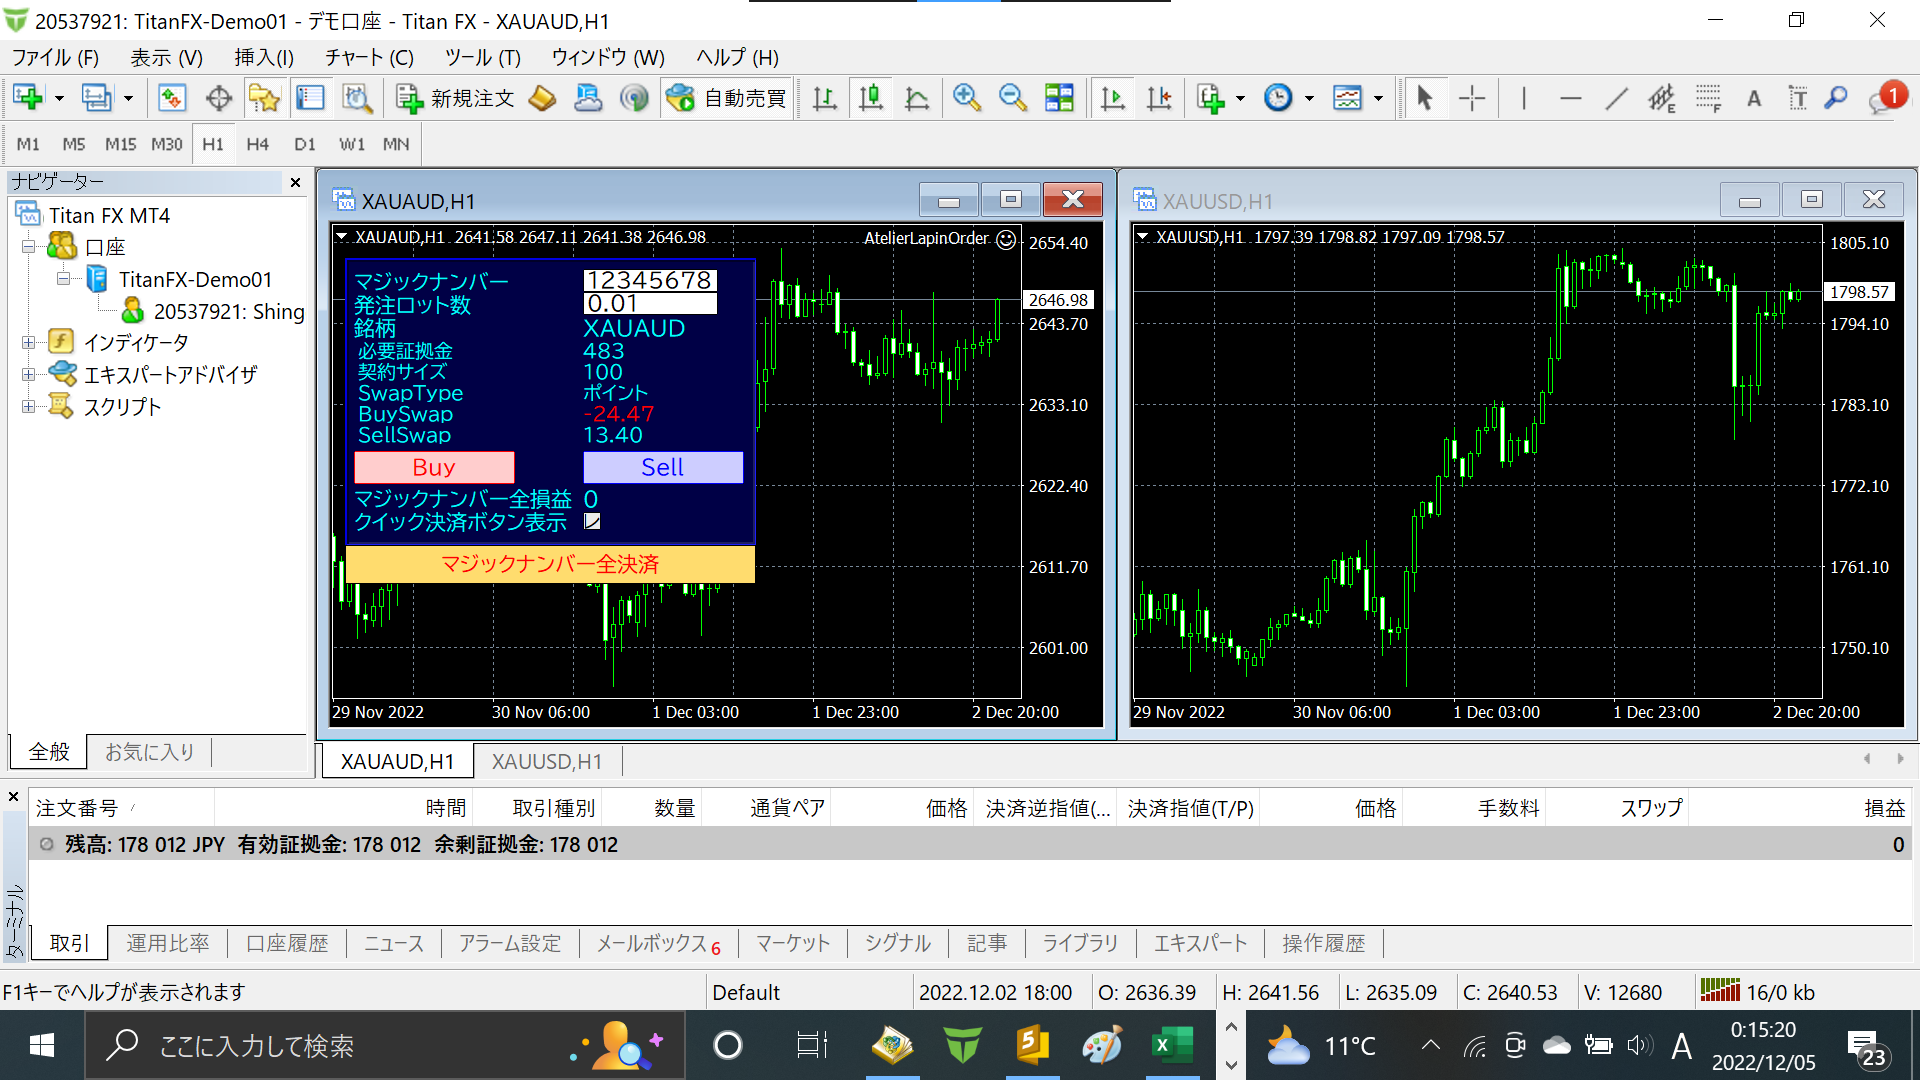 20537921: TitanFX-Demo01 - デモ口座 - Titan FX - XAUAUD,H1
ファイル (F) 表示 (V) 挿入(I) チャート (C) ツール (T) ウィンドウ (W) ヘルプ (H)
新規注文 自動売買 E F A T 1
M1 M5 M15 M30 H1 H4 D1 W1 MN
ナビゲーター
Titan FX MT4
口座
TitanFX-Demo01
20537921: Shing
インディケータ
エキスパートアドバイザ
スクリプト
全般 お気に入り
XAUAUD,H1
XAUAUD,H1 2641.58 2647.11 2641.38 2646.98
AtelierLapinOrder
マジックナンバー 12345678
発注ロット数 0.01
銘柄 XAUAUD
必要証拠金 483
契約サイズ 100
SwapType ポイント
BuySwap -24.47
SellSwap 13.40
Buy Sell
マジックナンバー全損益 0
クイック決済ボタン表示
マジックナンバー全決済
2654.40
2646.98
2643.70
2633.10
2622.40
2611.70
2601.00
29 Nov 2022 30 Nov 06:00 1 Dec 03:00 1 Dec 23:00 2 Dec 20:00
XAUUSD,H1
XAUUSD,H1 1797.39 1798.82 1797.09 1798.57
1805.10
1798.57
1794.10
1783.10
1772.10
1761.10
1750.10
29 Nov 2022 30 Nov 06:00 1 Dec 03:00 1 Dec 23:00 2 Dec 20:00
XAUAUD,H1 XAUUSD,H1
注文番号 時間 取引種別 数量 通貨ペア 価格 決済逆指値(... 決済指値(T/P) 価格 手数料 スワップ 損益
残高: 178 012 JPY 有効証拠金: 178 012 余剰証拠金: 178 012 0
ターミナル
取引 運用比率 口座履歴 ニュース アラーム設定 メールボックス 6 マーケット シグナル 記事 ライブラリ エキスパート 操作履歴
F1キーでヘルプが表示されます Default 2022.12.02 18:00 O: 2636.39 H: 2641.56 L: 2635.09 C: 2640.53 V: 12680 16/0 kb
ここに入力して検索 5 X 11°C A 0:15:20
2022/12/05 23